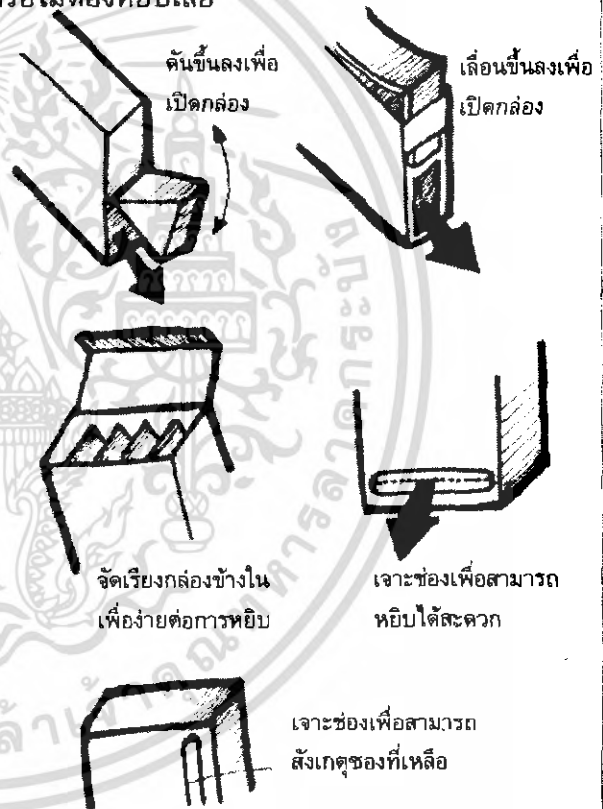 ดันขึ้นลงเพื่อ
เปิดกล่อง
เลื่อนขึ้นลงเพื่อ
เปิดกล่อง
จัดเรียงกล่องข้างใน
เพื่อง่ายต่อการหยิบ
เจาะช่องเพื่อสามารถ
หยิบได้สะดวก
เจาะช่องเพื่อสามารถ
สังเกตุซองที่เหลือ